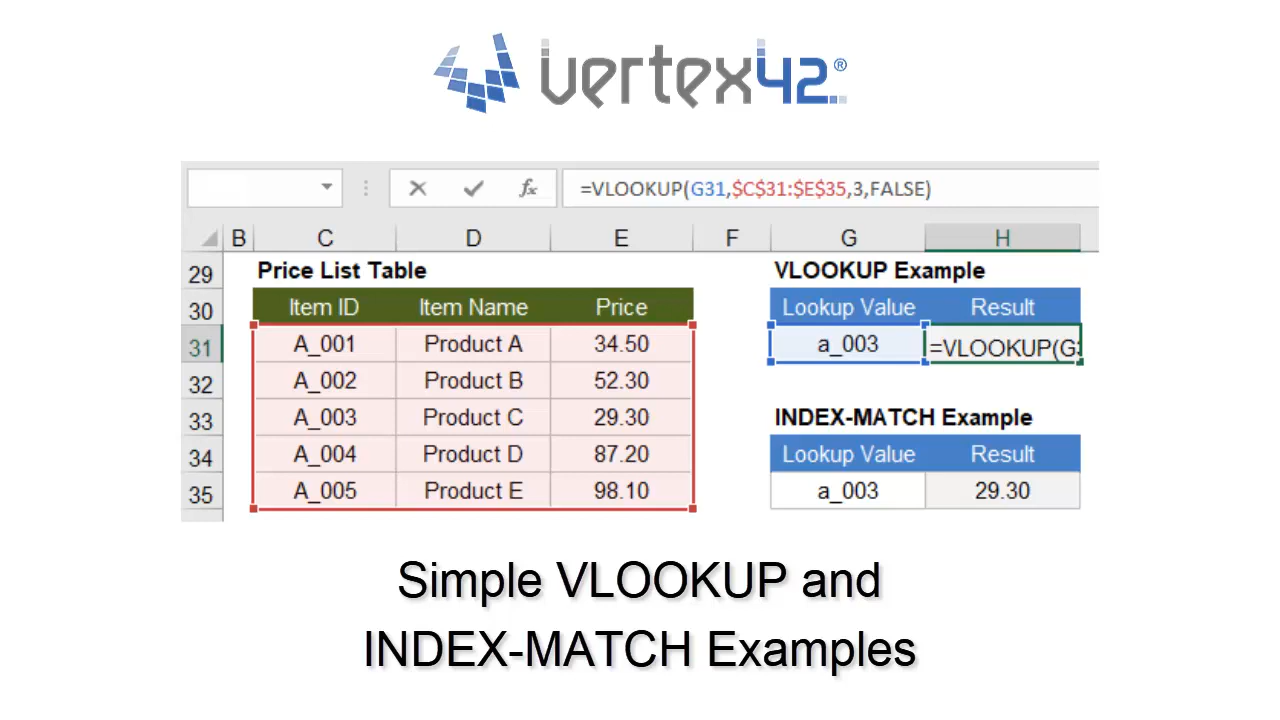 vertex42®
=VLOOKUP(G31,$C$31:$E$35,3,FALSE)
B C D E F G H
29 Price List Table VLOOKUP Example
30 Item ID Item Name Price Lookup Value Result
31 A_001 Product A 34.50 a_003 =VLOOKUP(G3
32 A_002 Product B 52.30
33 A_003 Product C 29.30 INDEX-MATCH Example
34 A_004 Product D 87.20 Lookup Value Result
35 A_005 Product E 98.10 a_003 29.30
Simple VLOOKUP and
INDEX-MATCH Examples